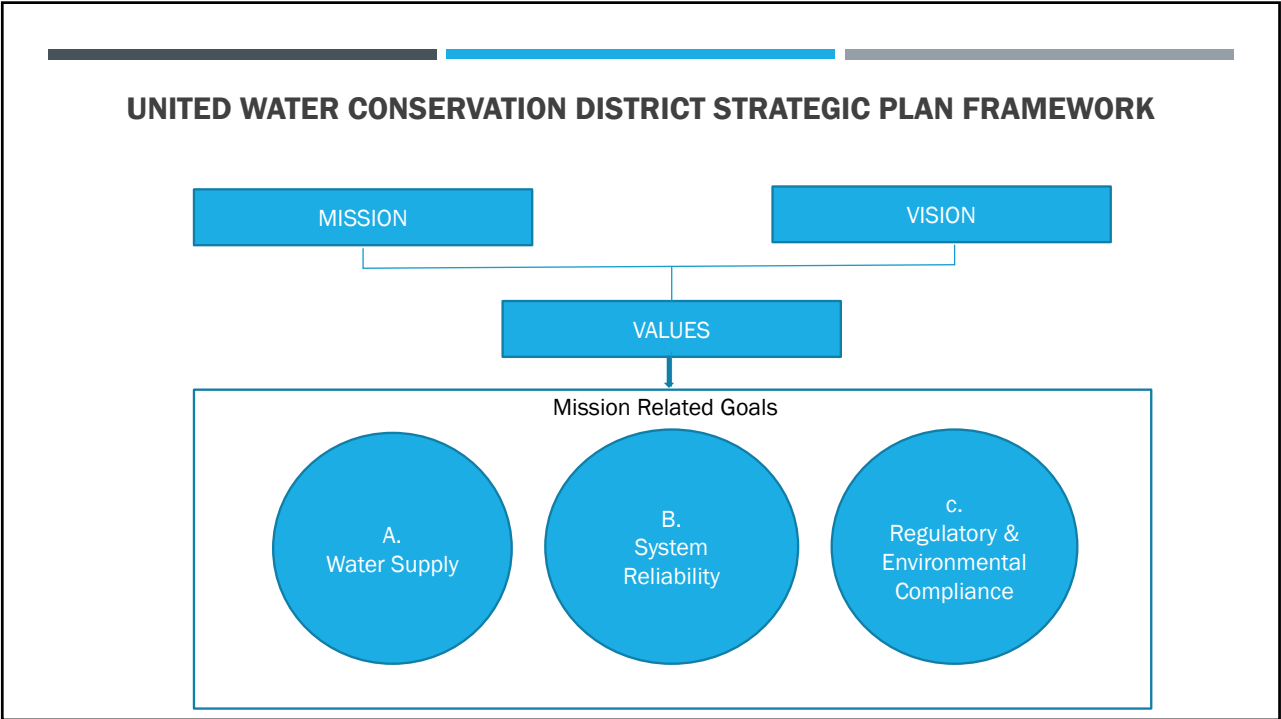 UNITED WATER CONSERVATION DISTRICT STRATEGIC PLAN FRAMEWORK
MISSION
VISION
VALUES
Mission Related Goals
A.
Water Supply
B.
System
Reliability
c.
Regulatory &
Environmental
Compliance